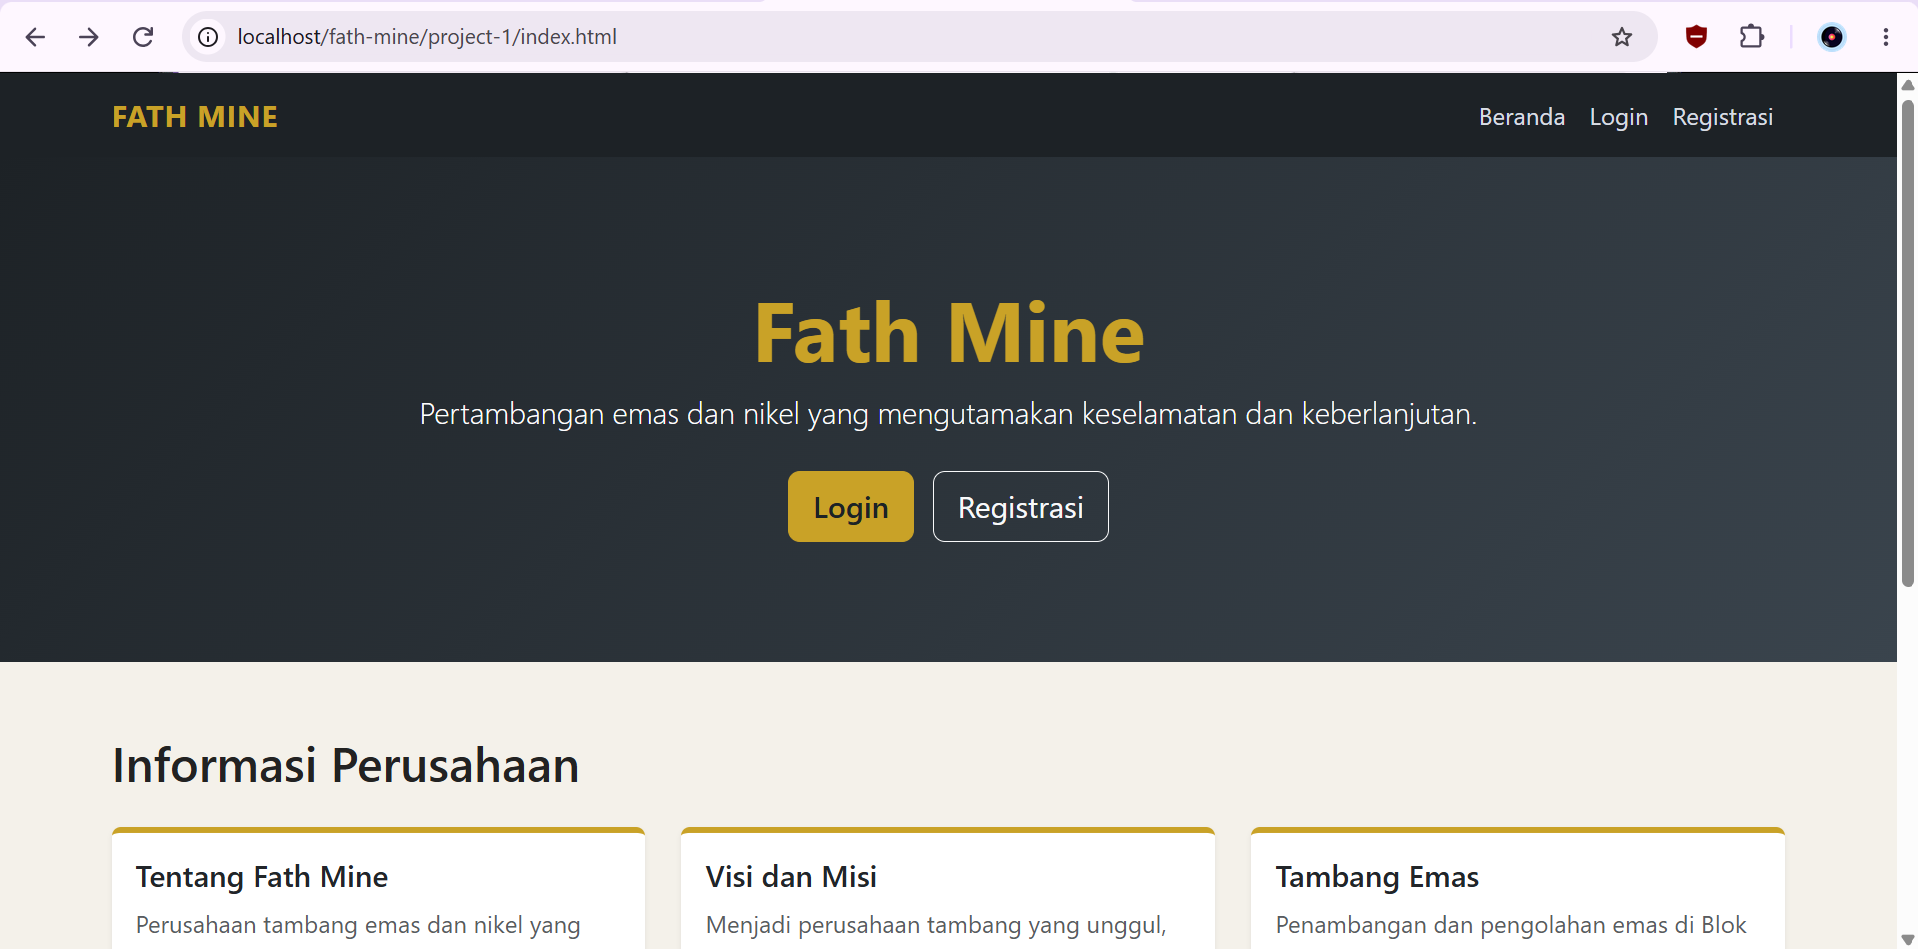 localhost/fath-mine/project-1/index.html
FATH MINE
Beranda Login Registrasi
Fath Mine
Pertambangan emas dan nikel yang mengutamakan keselamatan dan keberlanjutan.
Login Registrasi
Informasi Perusahaan
Tentang Fath Mine
Perusahaan tambang emas dan nikel yang
Visi dan Misi
Menjadi perusahaan tambang yang unggul,
Tambang Emas
Penambangan dan pengolahan emas di Blok